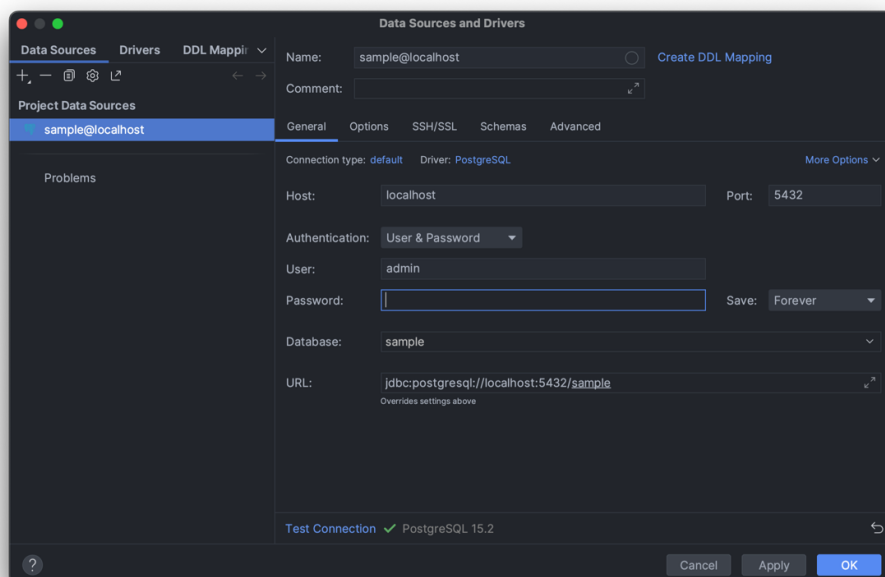 Data Sources and Drivers
Data Sources Drivers DDL Mappin
Project Data Sources
sample@localhost
Problems
Name: sample@localhost Create DDL Mapping
Comment:
General Options SSH/SSL Schemas Advanced
Connection type: default Driver: PostgreSQL More Options
Host: localhost Port: 5432
Authentication: User & Password
User: admin
Password: Save: Forever
Database: sample
URL: jdbc:postgresql://localhost:5432/sample
Overrides settings above
Test Connection PostgreSQL 15.2
? Cancel Apply OK